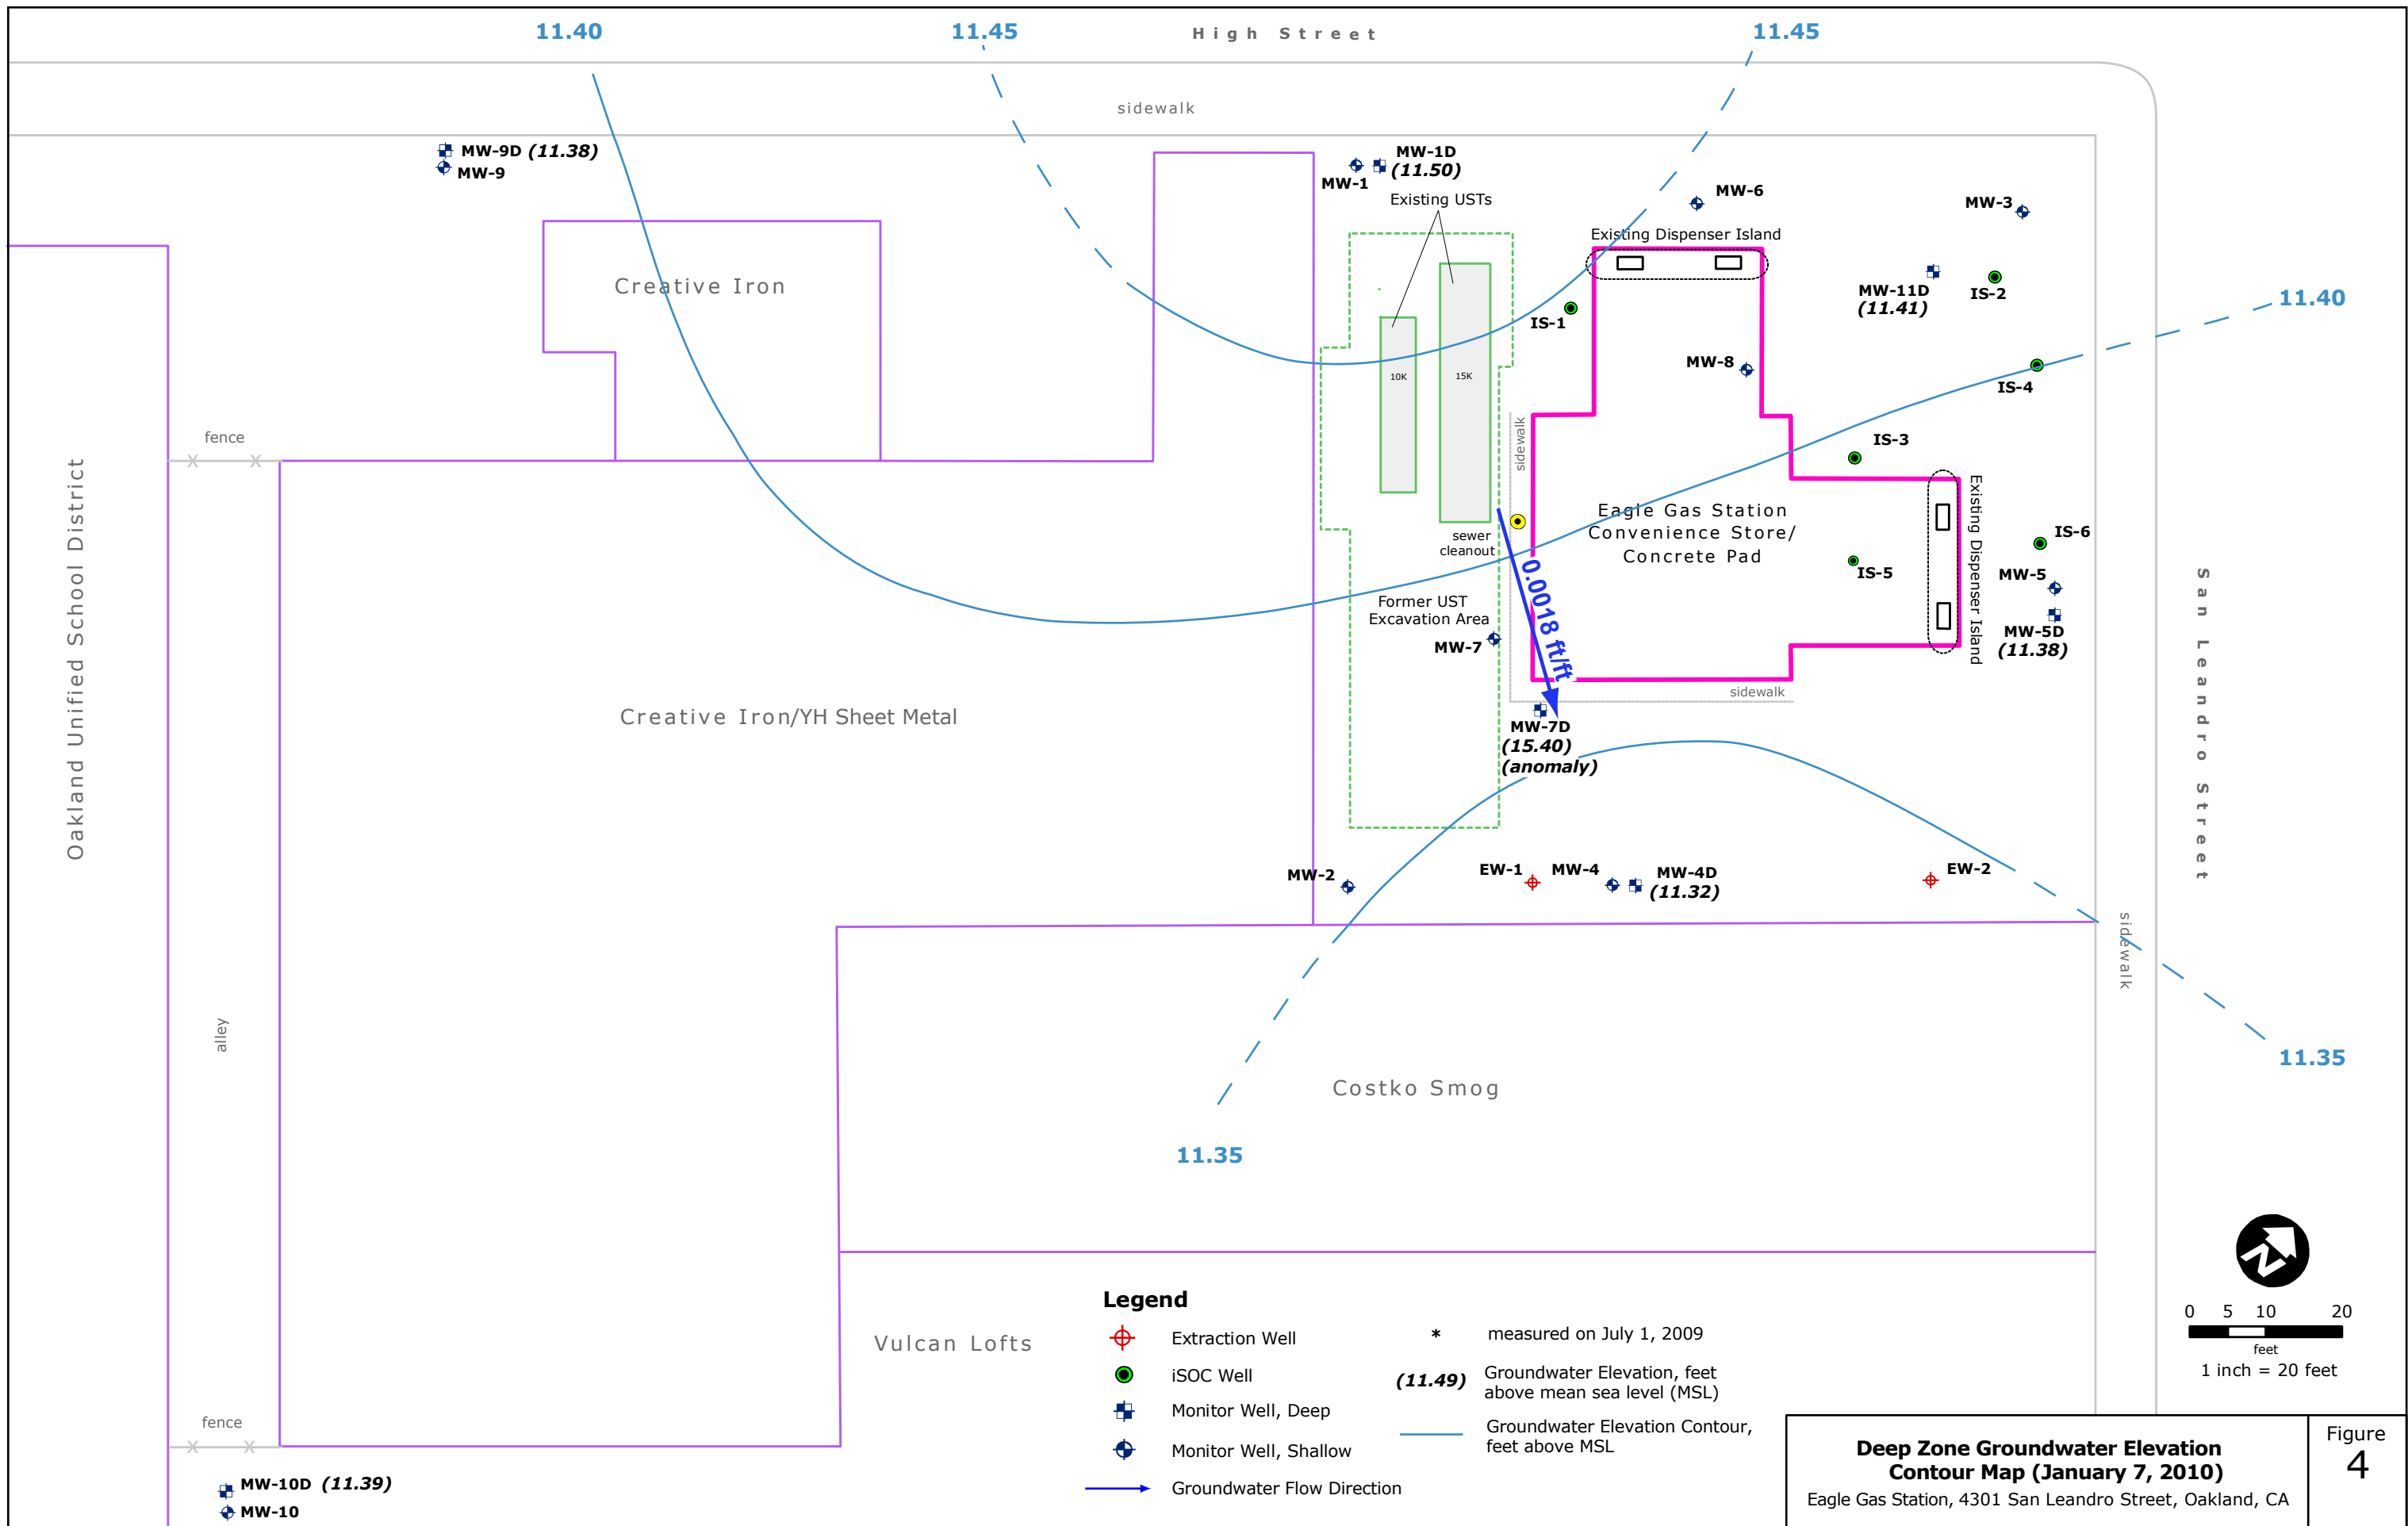 11.40
11.45
High Street
11.45
sidewalk
MW-9D (11.38)
MW-9
MW-1D
(11.50)
MW-1
Existing USTs
MW-6
MW-3
Existing Dispenser Island
Creative Iron
MW-11D
(11.41)
IS-2
11.40
IS-1
MW-8
10K
15K
IS-4
fence
X X
sidewalk
IS-3
Oakland Unified School District
Eagle Gas Station
Convenience Store/
Concrete Pad
Existing Dispenser Island
sewer
cleanout
IS-6
IS-5
MW-5
San Leandro Street
0.0018 ft/ft
Former UST
Excavation Area
MW-7
MW-5D
(11.38)
sidewalk
Creative Iron/YH Sheet Metal
MW-7D
(15.40)
(anomaly)
MW-2
EW-1
MW-4
MW-4D
(11.32)
EW-2
sidewalk
alley
11.35
Costko Smog
11.35
N
Legend
Extraction Well
iSOC Well
Monitor Well, Deep
Monitor Well, Shallow
Groundwater Flow Direction
* measured on July 1, 2009
(11.49) Groundwater Elevation, feet
above mean sea level (MSL)
Groundwater Elevation Contour,
feet above MSL
Vulcan Lofts
0 5 10 20
feet
1 inch = 20 feet
fence
X X
MW-10D (11.39)
MW-10
Deep Zone Groundwater Elevation
Contour Map (January 7, 2010)
Eagle Gas Station, 4301 San Leandro Street, Oakland, CA
Figure
4